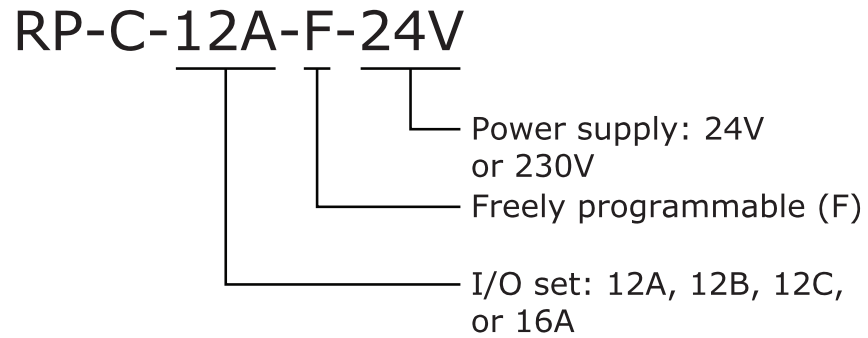 RP-C-12A-F-24V
Power supply: 24V
or 230V
Freely programmable (F)
I/O set: 12A, 12B, 12C,
or 16A